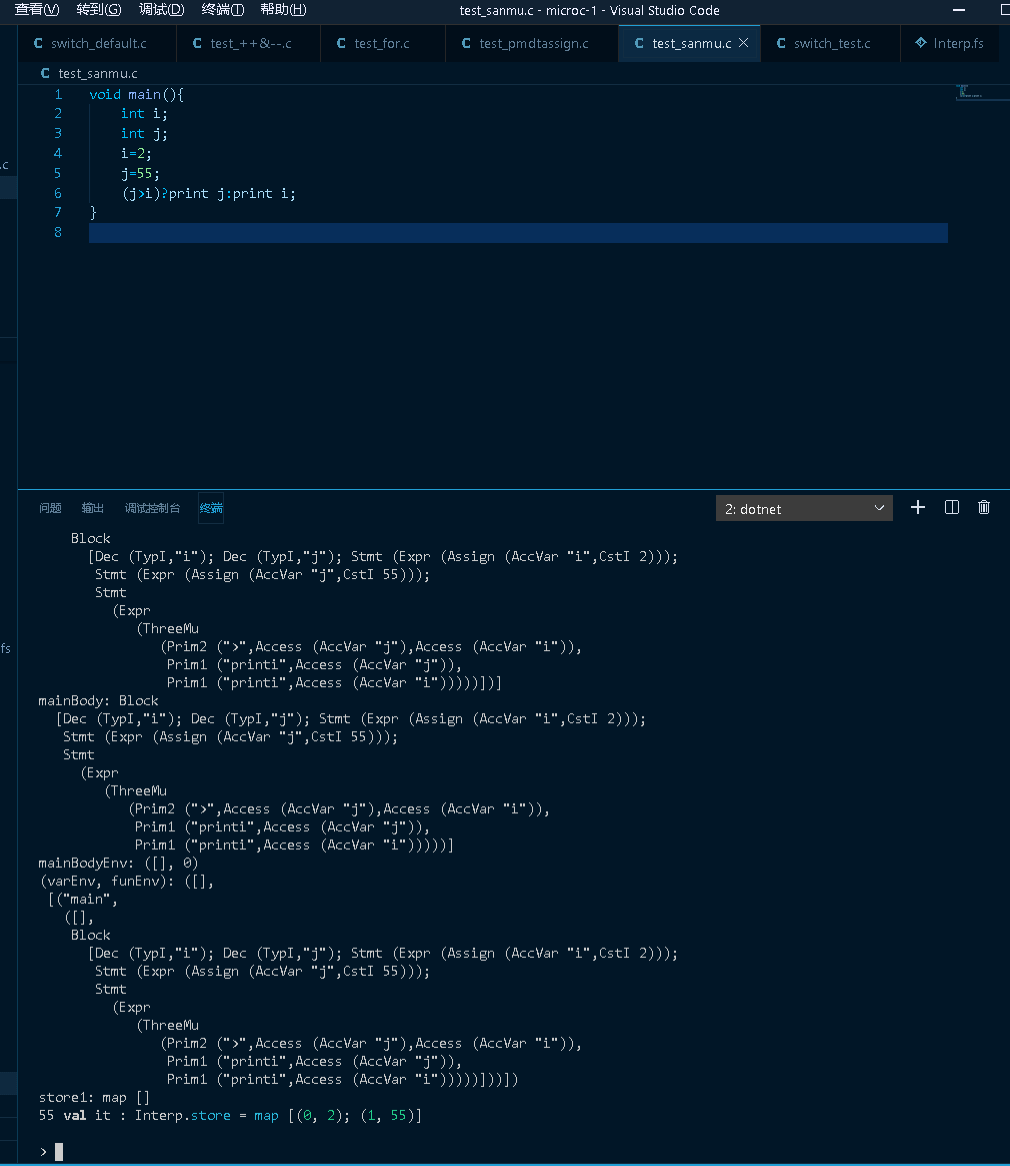 查看(V) 转到(G) 调试(D) 终端(T) 帮助(H) test_sanmu.c - microc-1 - Visual Studio Code
switch_default.c test_++&--.c test_for.c test_pmdtassign.c test_sanmu.c switch_test.c Interp.fs
C test_sanmu.c
1 void main(){
2 int i;
3 int j;
4 i=2;
5 j=55;
6 (j>i)?print j:print i;
7 }
8
.c
fs
问题 输出 调试控制台 终端 2: dotnet
Block
[Dec (TypI,"i"); Dec (TypI,"j"); Stmt (Expr (Assign (AccVar "i",CstI 2)));
Stmt (Expr (Assign (AccVar "j",CstI 55)));
Stmt
(Expr
(ThreeMu
(Prim2 (">",Access (AccVar "j"),Access (AccVar "i")),
Prim1 ("printi",Access (AccVar "j")),
Prim1 ("printi",Access (AccVar "i")))))])]
mainBody: Block
[Dec (TypI,"i"); Dec (TypI,"j"); Stmt (Expr (Assign (AccVar "i",CstI 2)));
Stmt (Expr (Assign (AccVar "j",CstI 55)));
Stmt
(Expr
(ThreeMu
(Prim2 (">",Access (AccVar "j"),Access (AccVar "i")),
Prim1 ("printi",Access (AccVar "j")),
Prim1 ("printi",Access (AccVar "i")))))]
mainBodyEnv: ([], 0)
(varEnv, funEnv): ([],
[("main",
([],
Block
[Dec (TypI,"i"); Dec (TypI,"j"); Stmt (Expr (Assign (AccVar "i",CstI 2)));
Stmt (Expr (Assign (AccVar "j",CstI 55)));
Stmt
(Expr
(ThreeMu
(Prim2 (">",Access (AccVar "j"),Access (AccVar "i")),
Prim1 ("printi",Access (AccVar "j")),
Prim1 ("printi",Access (AccVar "i")))))]))])
store1: map []
55 val it : Interp.store = map [(0, 2); (1, 55)]
>